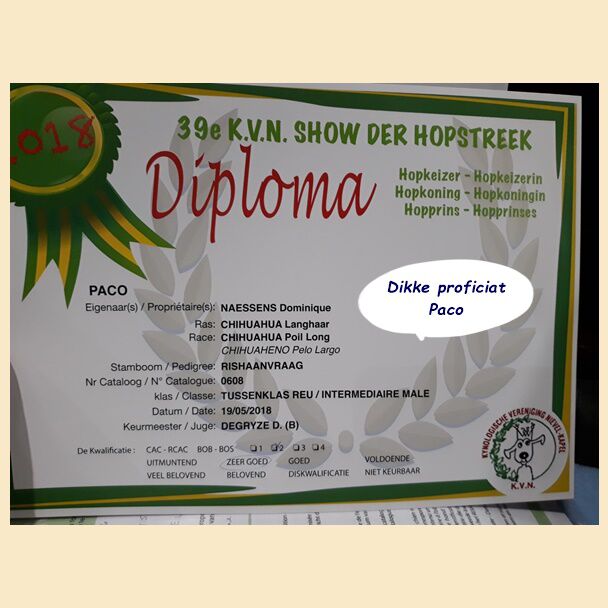 2018
39e K.V.N. SHOW DER HOPSTREEK
Diploma
Hopkeizer - Hopkeizerin
Hopkoning - Hopkoningin
Hopprins - Hopprinses
Dikke proficiat
Paco
PACO
Eigenaar(s) / Propriétaire(s): NAESSENS Dominique
Ras: CHIHUAHUA Langhaar
Race: CHIHUAHUA Poil Long
CHIHUAHENO Pelo Largo
Stamboom / Pedigree: RISHAANVRAAG
Nr Cataloog / N° Catalogue: 0608
klas / Classe: TUSSENKLAS REU / INTERMEDIAIRE MALE
Datum / Date: 19/05/2018
Keurmeester / Juge: DEGRYZE D. (B)
De Kwalificatie : CAC - RCAC BOB - BOS ❑ 1 ❑ 2 ❑ 3 ❑ 4
UITMUNTEND ZEER GOED GOED VOLDOENDE
VEEL BELOVEND BELOVEND DISKWALIFICATIE NIET KEURBAAR
KYNOLOGISCHE VERENIGING NIEVEL-KAPEL
K.V.N.